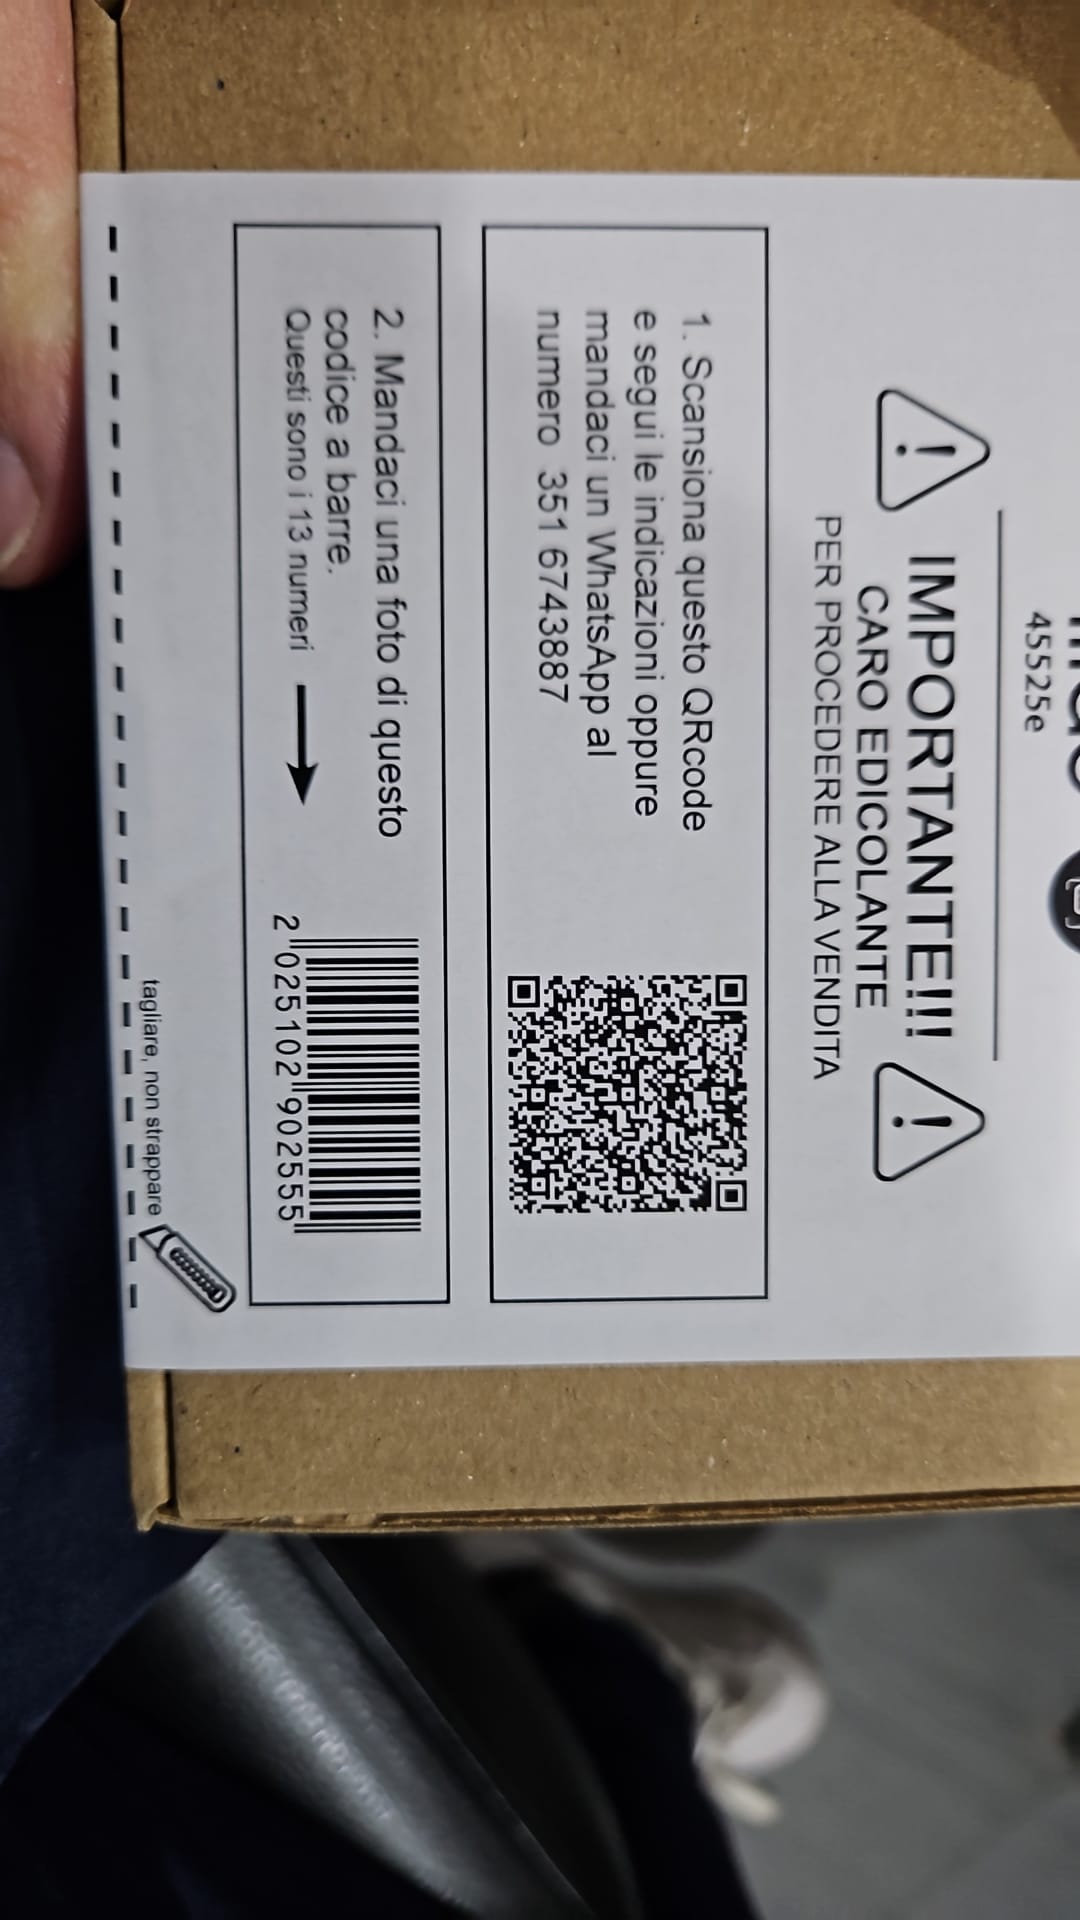 45525e
IMPORTANTE!!!
CARO EDICOLANTE
PER PROCEDERE ALLA VENDITA
1. Scansiona questo QRcode
e segui le indicazioni oppure
mandaci un WhatsApp al
numero 351 6743887
2. Mandaci una foto di questo
codice a barre.
Questi sono i 13 numeri
2 025102 902555
tagliare, non strappare